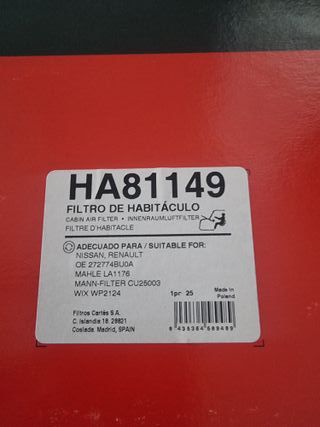 HA81149
FILTRO DE HABITÁCULO
CABIN AIR FILTER · INNENRAUMLUFTFILTER
FILTRE D'HABITACLE
ADECUADO PARA / SUITABLE FOR:
NISSAN, RENAULT
OE 272774BU0A
MAHLE LA1176
MANN-FILTER CU25003
WIX WP2124
1pr 25
Made in
Poland
Filtros Cartés S.A.
C. Islandia 18. 28821
Coslada. Madrid, SPAIN